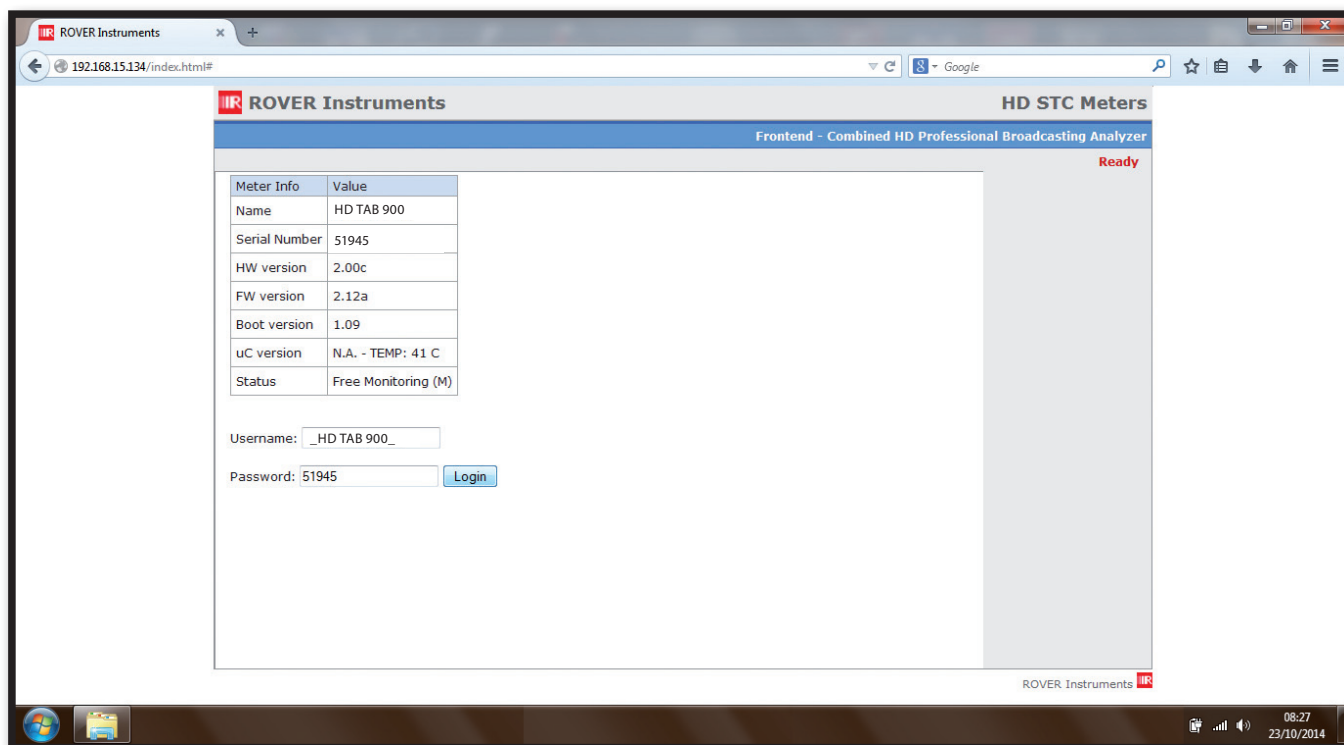 ROVER Instruments
192.168.15.134/index.html#
Google
ROVER Instruments HD STC Meters
Frontend - Combined HD Professional Broadcasting Analyzer
Ready
Meter Info Value
Name HD TAB 900
Serial Number 51945
HW version 2.00c
FW version 2.12a
Boot version 1.09
uC version N.A. - TEMP: 41 C
Status Free Monitoring (M)
Username: _HD TAB 900_
Password: 51945 Login
ROVER Instruments
08:27
23/10/2014